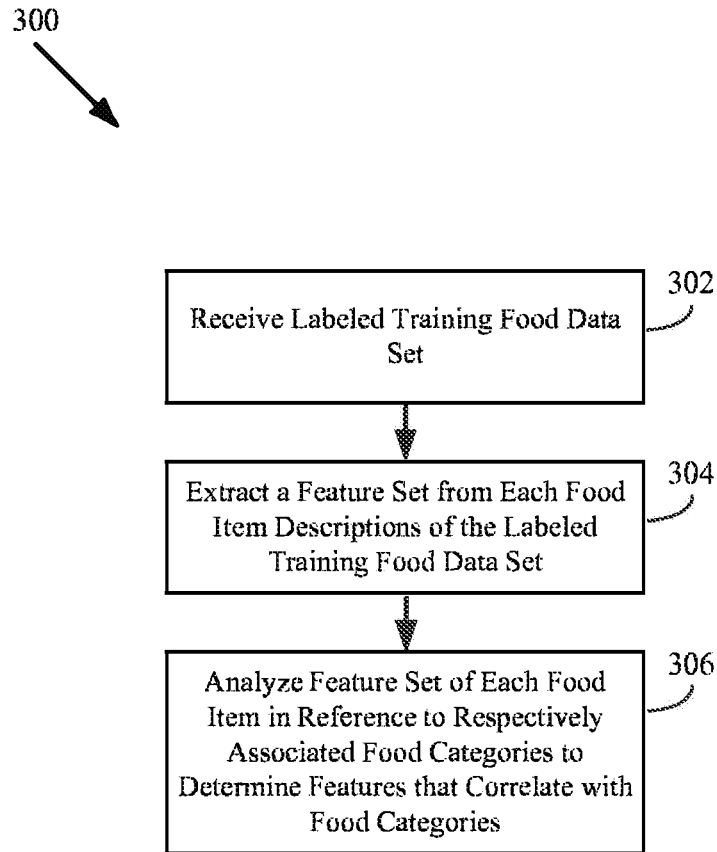 300
302
Receive Labeled Training Food Data
Set
304
Extract a Feature Set from Each Food
Item Descriptions of the Labeled
Training Food Data Set
306
Analyze Feature Set of Each Food
Item in Reference to Respectively
Associated Food Categories to
Determine Features that Correlate with
Food Categories